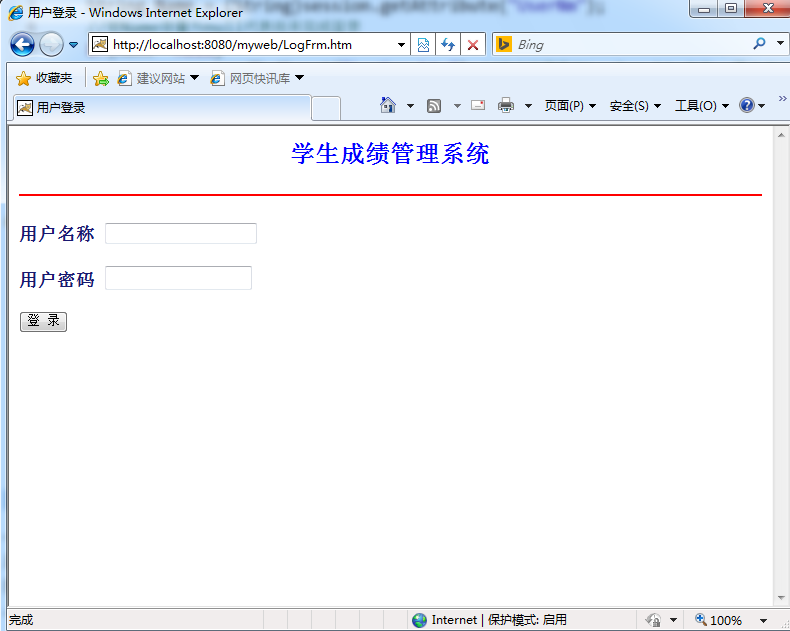 用户登录 - Windows Internet Explorer
http://localhost:8080/myweb/LogFrm.htm
Bing
收藏夹 建议网站 网页快讯库
用户登录 页面(P) 安全(S) 工具(O)
学生成绩管理系统
用户名称
用户密码
登 录
完成 Internet | 保护模式: 启用 100%